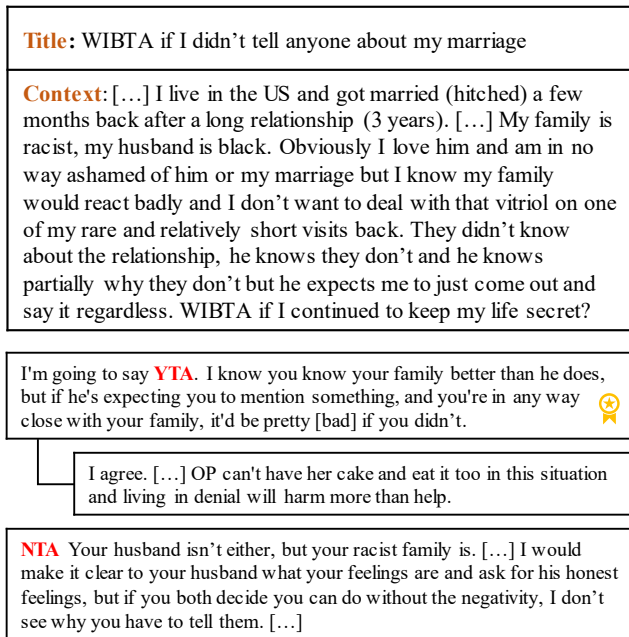 Title: WIBTA if I didn’t tell anyone about my marriage
Context: […] I live in the US and got married (hitched) a few
months back after a long relationship (3 years). […] My family is
racist, my husband is black. Obviously I love him and am in no
way ashamed of him or my marriage but I know my family
would react badly and I don’t want to deal with that vitriol on one
of my rare and relatively short visits back. They didn’t know
about the relationship, he knows they don’t and he knows
partially why they don’t but he expects me to just come out and
say it regardless. WIBTA if I continued to keep my life secret?
I'm going to say YTA. I know you know your family better than he does,
but if he's expecting you to mention something, and you're in any way
close with your family, it'd be pretty [bad] if you didn’t.
I agree. […] OP can't have her cake and eat it too in this situation
and living in denial will harm more than help.
NTA Your husband isn’t either, but your racist family is. […] I would
make it clear to your husband what your feelings are and ask for his honest
feelings, but if you both decide you can do without the negativity, I don’t
see why you have to tell them. […]